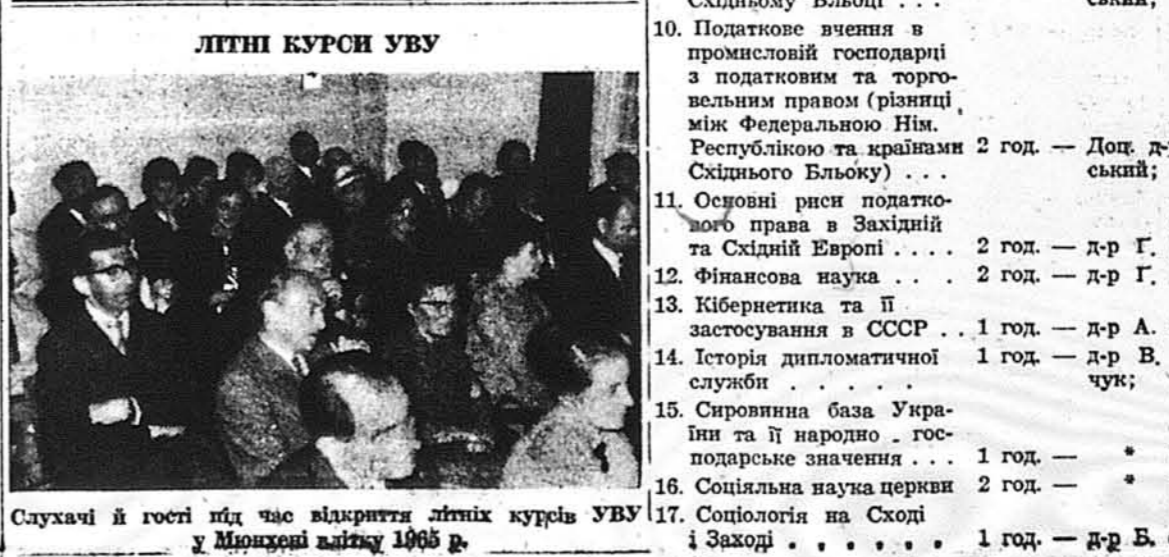 ЛІТНІ КУРСИ УВУ
Слухачі й гості під час відкриття літніх курсів УВУ
у Мюнхені влітку 1965 р.
Східньому Бльоці . . .
ський;
10. Податкове вчення в
промисловій господарці
з податковим та торго-
вельним правом (різниці
між Федеральною Нім.
Республікою та країнами 2 год. — Доц. д-
Східнього Бльоку) . . . ський;
11. Основні риси податко-
вого права в Західній
та Східній Европі . . . . 2 год. — д-р Ґ.
12. Фінансова наука . . . 2 год. — д-р Ґ.
13. Кібернетика та її
застосування в СССР . . 1 год. — д-р А.
14. Історія дипломатичної 1 год. — д-р В.
служби . . . . . . чук;
15. Сировинна база Укра-
їни та її народно - гос-
подарське значення . . . 1 год. — *
16. Соціяльна наука церкви 2 год. — *
17. Соціологія на Сході
і Заході . . . . . . 1 год. — д-р Б.